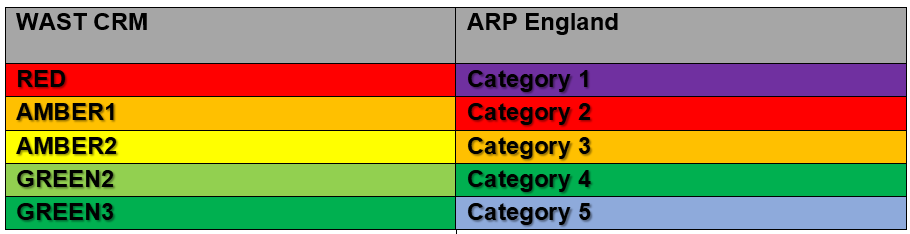 WAST CRM ARP England
RED Category 1
AMBER1 Category 2
AMBER2 Category 3
GREEN2 Category 4
GREEN3 Category 5